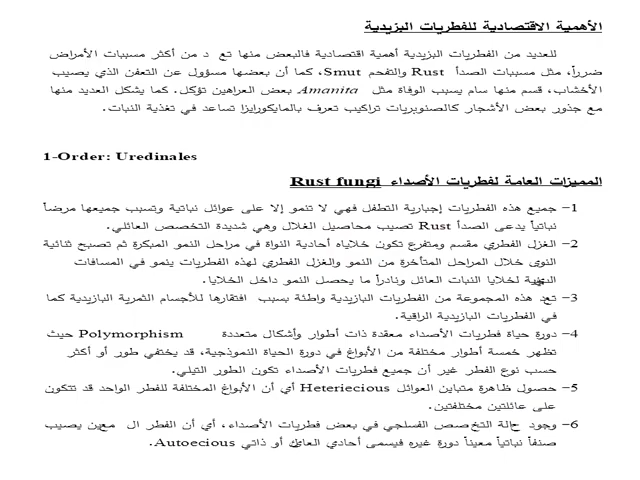 الأهمية الاقتصادية للفطريات البزيدية
للعديد من الفطريات البزيدية أهمية اقتصادية فالبعض منها تع د من أكثر مسببات الأمراض
ضرراً، مثل مسببات الصدأ Rust والتفحم Smut، كما أن بعضها مسؤول عن التعفن الذي يصيب
الأخشاب، قسم منها سام يسبب الوفاة مثل Amanita بعض العراهين تؤكل. كما يشكل العديد منها
مع جذور بعض الأشجار كالصنوبريات تراكيب تعرف بالمايكورايزا تساعد في تغذية النبات.
1-Order: Uredinales
المميزات العامة لفطريات الأصداء Rust fungi
1– جميع هذه الفطريات إجبارية التطفل فهي لا تنمو إلا على عوائل نباتية وتسبب جميعها مرضاً
نباتياً يدعى الصدأ Rust تصيب محاصيل الغلال وهي شديدة التخصص العائلي.
2– الغزل الفطري مقسم ومتفرع تكون خلاياه أحادية النواة في مراحل النمو المبكرة ثم تصبح ثنائية
النوى خلال المراحل المتأخرة من النمو والغزل الفطري لهذه الفطريات ينمو في المسافات
البينية لخلايا النبات العائل ونادراً ما يحصل النمو داخل الخلايا.
3– تعد هذه المجموعة من الفطريات البازيدية واطئة بسبب افتقارها للأجسام الثمرية البازيدية كما
في الفطريات البازيدية الراقية.
4– دورة حياة فطريات الأصداء معقدة ذات أطوار وأشكال متعددة Polymorphism حيث
تظهر خمسة أطوار مختلفة من الأبواغ في دورة الحياة النموذجية، قد يختفي طور أو أكثر
حسب نوع الفطر غير أن جميع فطريات الأصداء تكون الطور التيلي.
5– حصول ظاهرة متباين العوائل Heteriecious أي أن الأبواغ المختلفة للفطر الواحد قد تتكون
على عائلتين مختلفتين.
6– وجود حالة التخصص الفسلجي في بعض فطريات الأصداء، أي أن الفطر ال معين يصيب
صنفاً نباتياً معيناً دورة غيره فيسمى أحادي العائل أو ذاتي Autoecious.